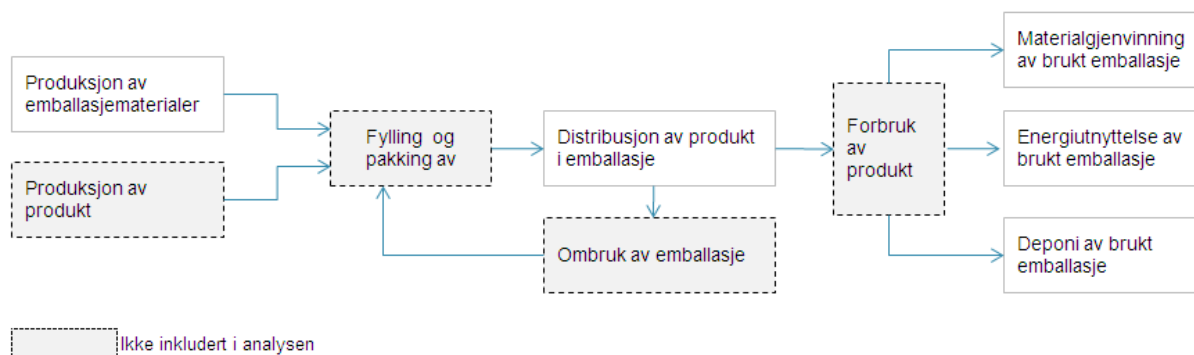 Produksjon av
emballasjematerialer
Produksjon av
produkt
Fylling og
pakking av
Distribusjon av produkt
i emballasje
Ombruk av emballasje
Forbruk
av
produkt
Materialgjenvinning
av brukt emballasje
Energiutnyttelse av
brukt emballasje
Deponi av brukt
emballasje
Ikke inkludert i analysen